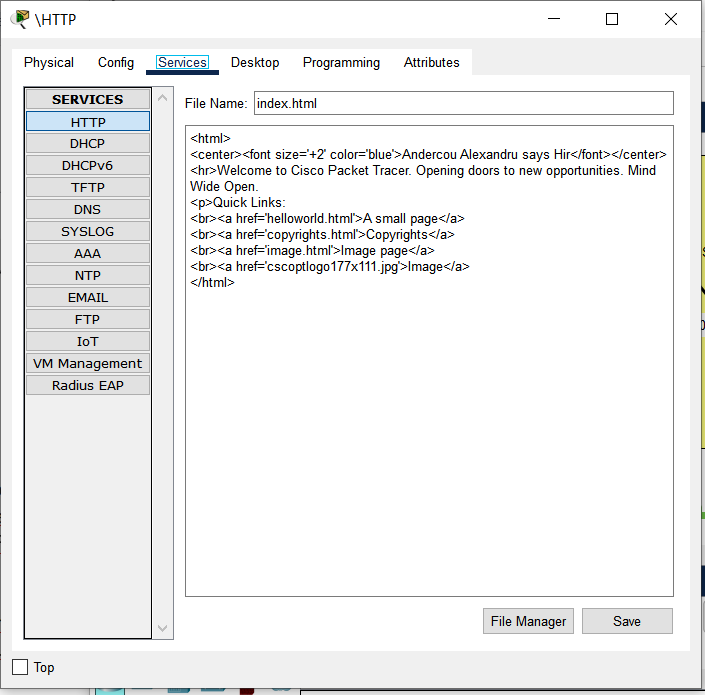 \HTTP
Physical Config Services Desktop Programming Attributes
SERVICES
HTTP
DHCP
DHCPv6
TFTP
DNS
SYSLOG
AAA
NTP
EMAIL
FTP
IoT
VM Management
Radius EAP
File Name: index.html
<html>
<center><font size='+2' color='blue'>Andercou Alexandru says Hir</font></center>
<hr>Welcome to Cisco Packet Tracer. Opening doors to new opportunities. Mind
Wide Open.
<p>Quick Links:
<br><a href='helloworld.html'>A small page</a>
<br><a href='copyrights.html'>Copyrights</a>
<br><a href='image.html'>Image page</a>
<br><a href='cscoptlogo177x111.jpg'>Image</a>
</html>
File Manager Save
Top